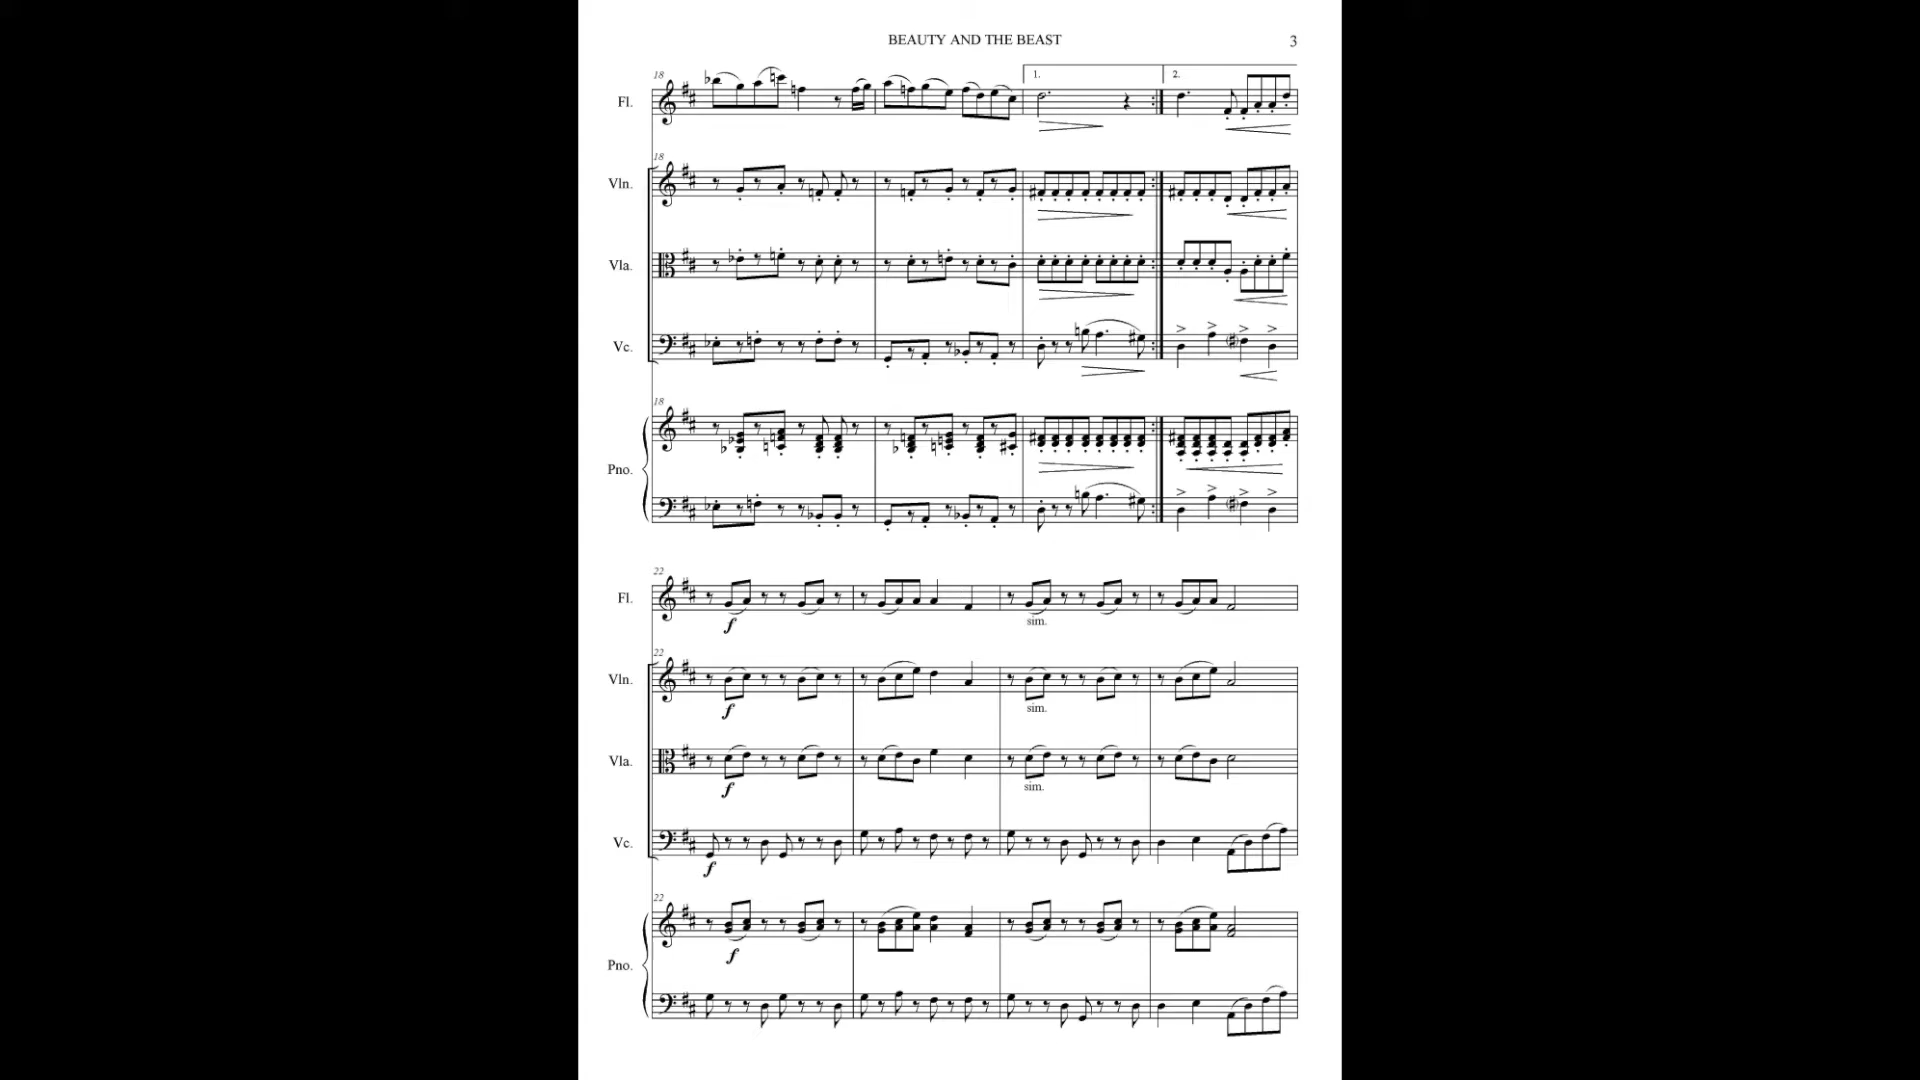 BEAUTY AND THE BEAST
3
18
1.
2.
Fl.
18
Vln.
Vla.
Vc.
18
Pno.
22
Fl.
f
sim.
22
Vln.
f
sim.
Vla.
f
sim.
Vc.
f
22
f
Pno.